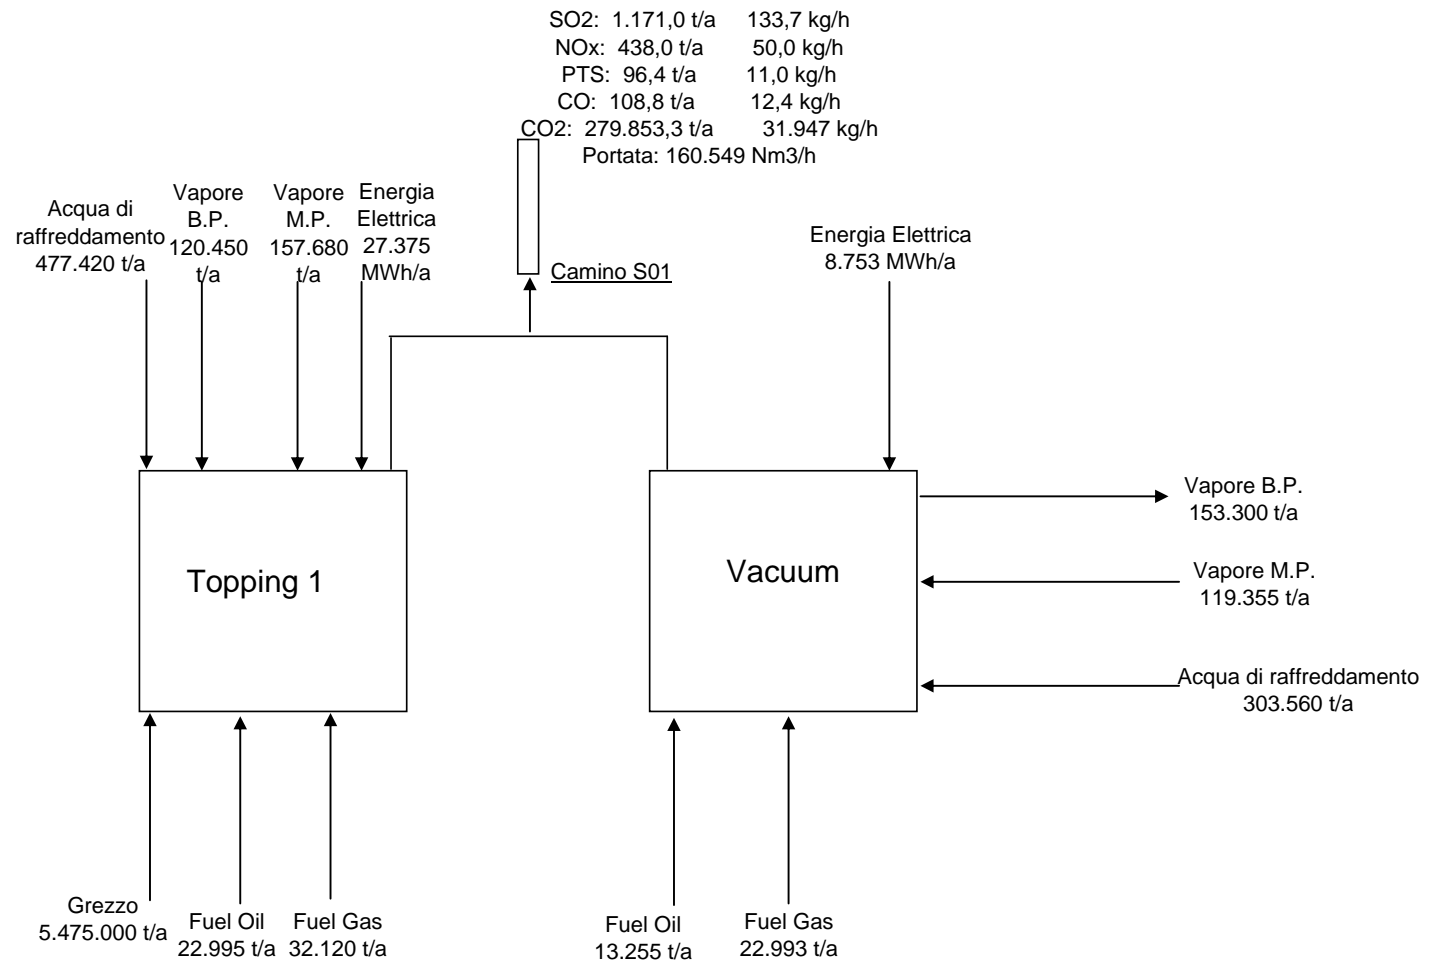 SO2: 1.171,0 t/a 133,7 kg/h
NOx: 438,0 t/a 50,0 kg/h
PTS: 96,4 t/a 11,0 kg/h
CO: 108,8 t/a 12,4 kg/h
CO2: 279.853,3 t/a 31.947 kg/h
Portata: 160.549 Nm3/h
Acqua di
raffreddamento
477.420 t/a
Vapore
B.P.
120.450
t/a
Vapore
M.P.
157.680
t/a
Energia
Elettrica
27.375
MWh/a
Camino S01
Energia Elettrica
8.753 MWh/a
Topping 1
Vacuum
Vapore B.P.
153.300 t/a
Vapore M.P.
119.355 t/a
Acqua di raffreddamento
303.560 t/a
Grezzo
5.475.000 t/a
Fuel Oil
22.995 t/a
Fuel Gas
32.120 t/a
Fuel Oil
13.255 t/a
Fuel Gas
22.993 t/a